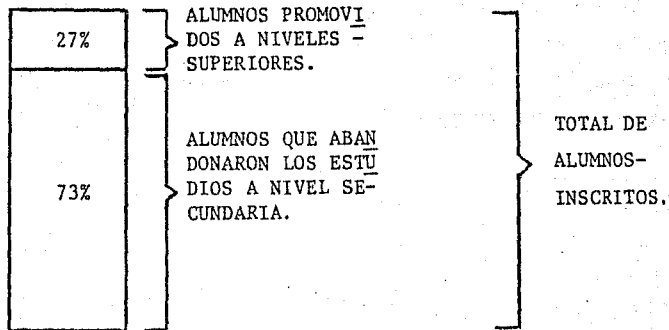 27%
ALUMNOS PROMOVI
DOS A NIVELES -
SUPERIORES.
73%
ALUMNOS QUE ABAN
DONARON LOS ESTU
DIOS A NIVEL SE-
CUNDARIA.
TOTAL DE
ALUMNOS-
INSCRITOS.